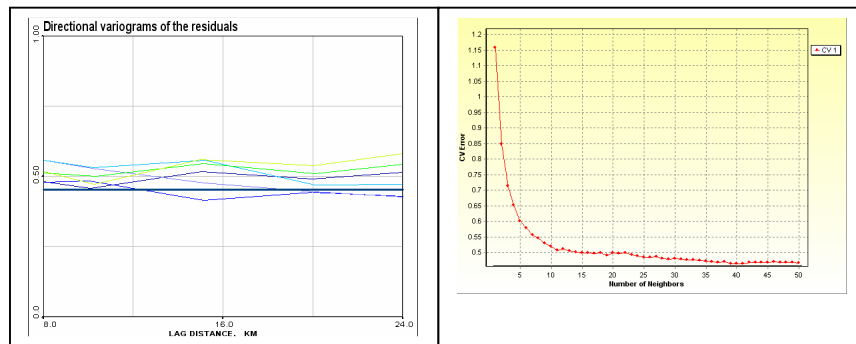 Directional variograms of the residuals
1.00
0.50
0.0
8.0 16.0 24.0
LAG DISTANCE. KM
1.2
1.15
1.1
1.05
1
0.95
0.9
0.85
0.8
0.75
0.7
0.65
0.6
0.55
0.5
CV Error
5 10 15 20 25 30 35 40 45 50
Number of Neighbors
CV 1